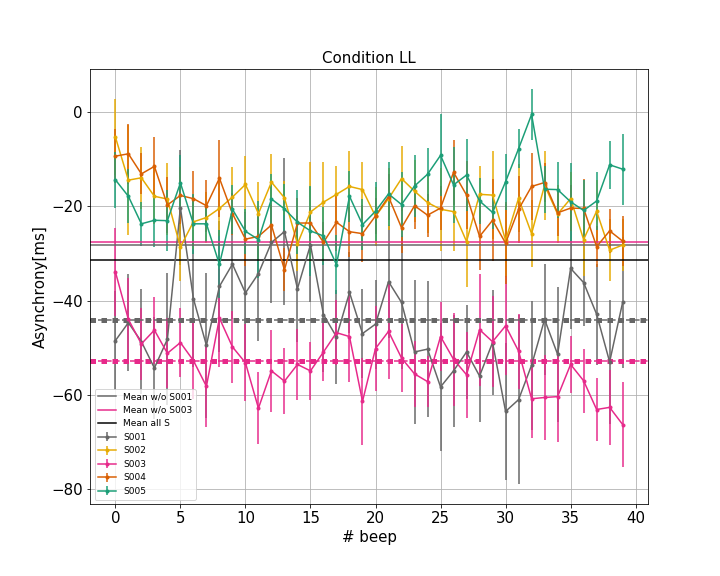 Condition LL
Asynchrony[ms]
0
−20
−40
−60
−80
Mean w/o S001
Mean w/o S003
Mean all S
S001
S002
S003
S004
S005
0 5 10 15 20 25 30 35 40
# beep